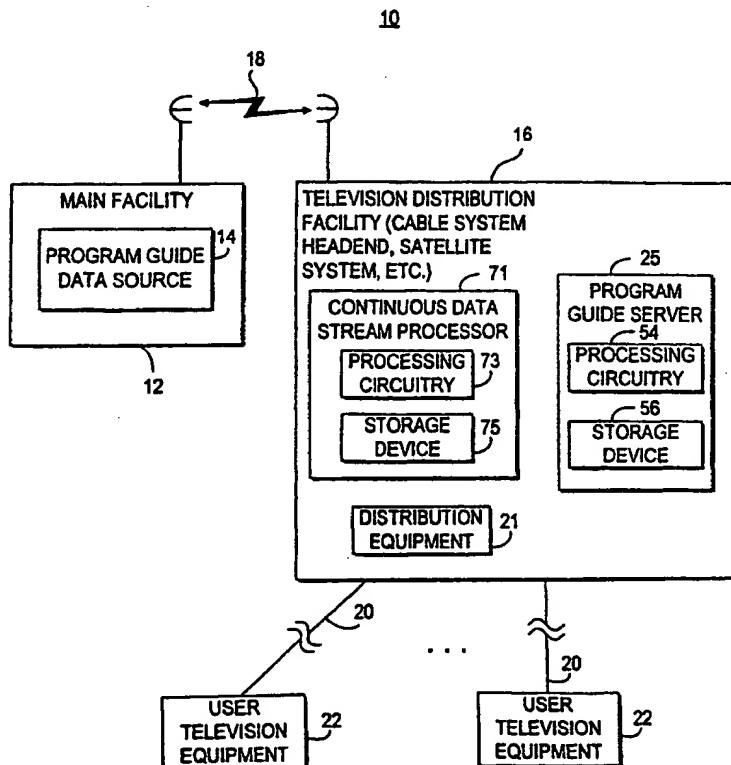 10
18
16
MAIN FACILITY
PROGRAM GUIDE
DATA SOURCE
14
12
TELEVISION DISTRIBUTION
FACILITY (CABLE SYSTEM
HEADEND, SATELLITE
SYSTEM, ETC.)
71
CONTINUOUS DATA
STREAM PROCESSOR
PROCESSING
CIRCUITRY
73
STORAGE
DEVICE
75
25
PROGRAM
GUIDE SERVER
54
PROCESSING
CIRCUITRY
56
STORAGE
DEVICE
DISTRIBUTION
EQUIPMENT
21
20
...
20
USER
TELEVISION
EQUIPMENT
22
USER
TELEVISION
EQUIPMENT
22